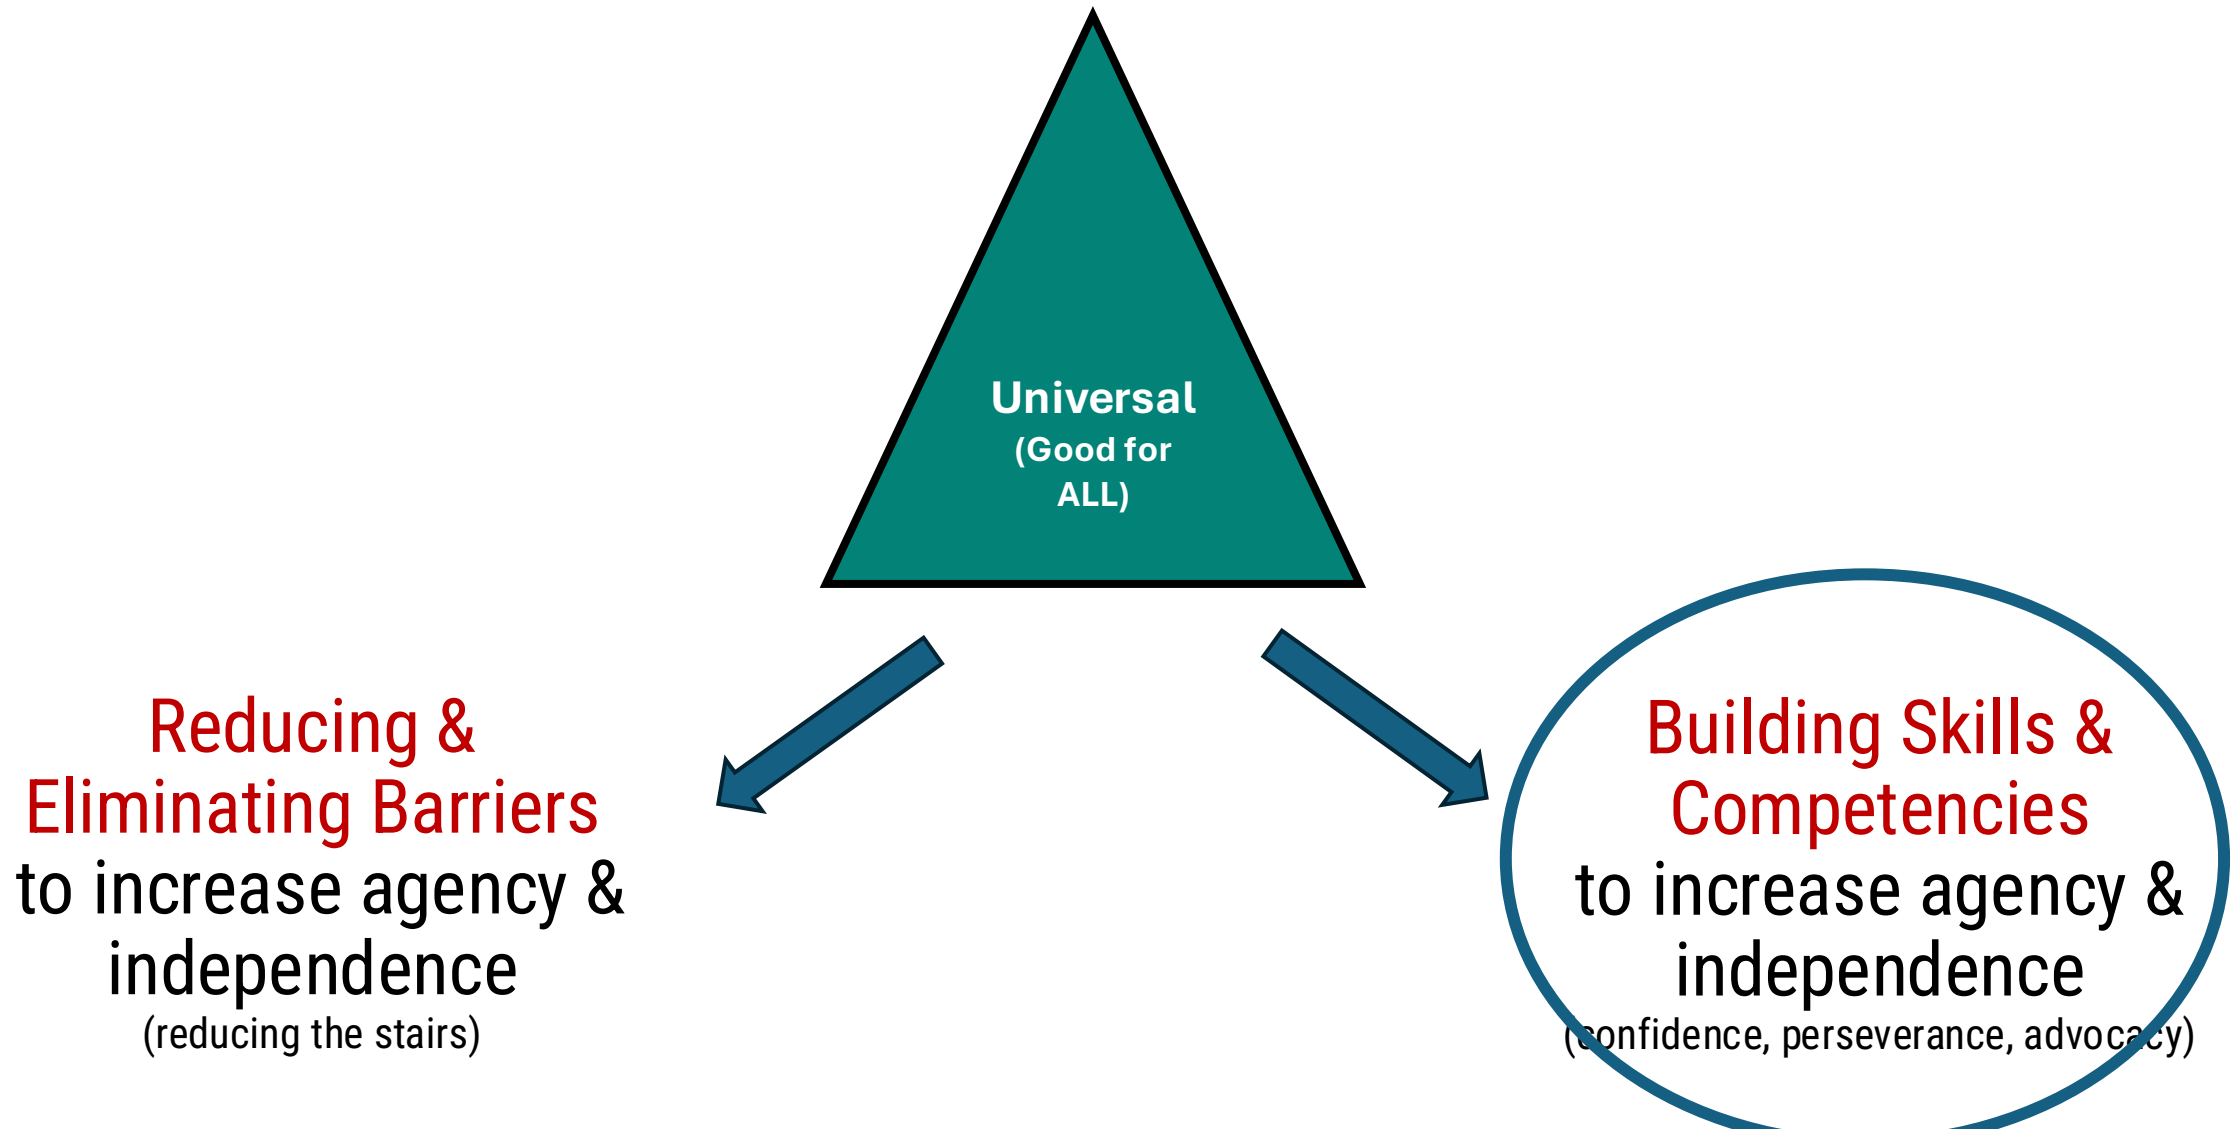 Universal
(Good for
ALL)
Reducing &
Eliminating Barriers
to increase agency &
independence
(reducing the stairs)
Building Skills &
Competencies
to increase agency &
independence
(confidence, perseverance, advocacy)